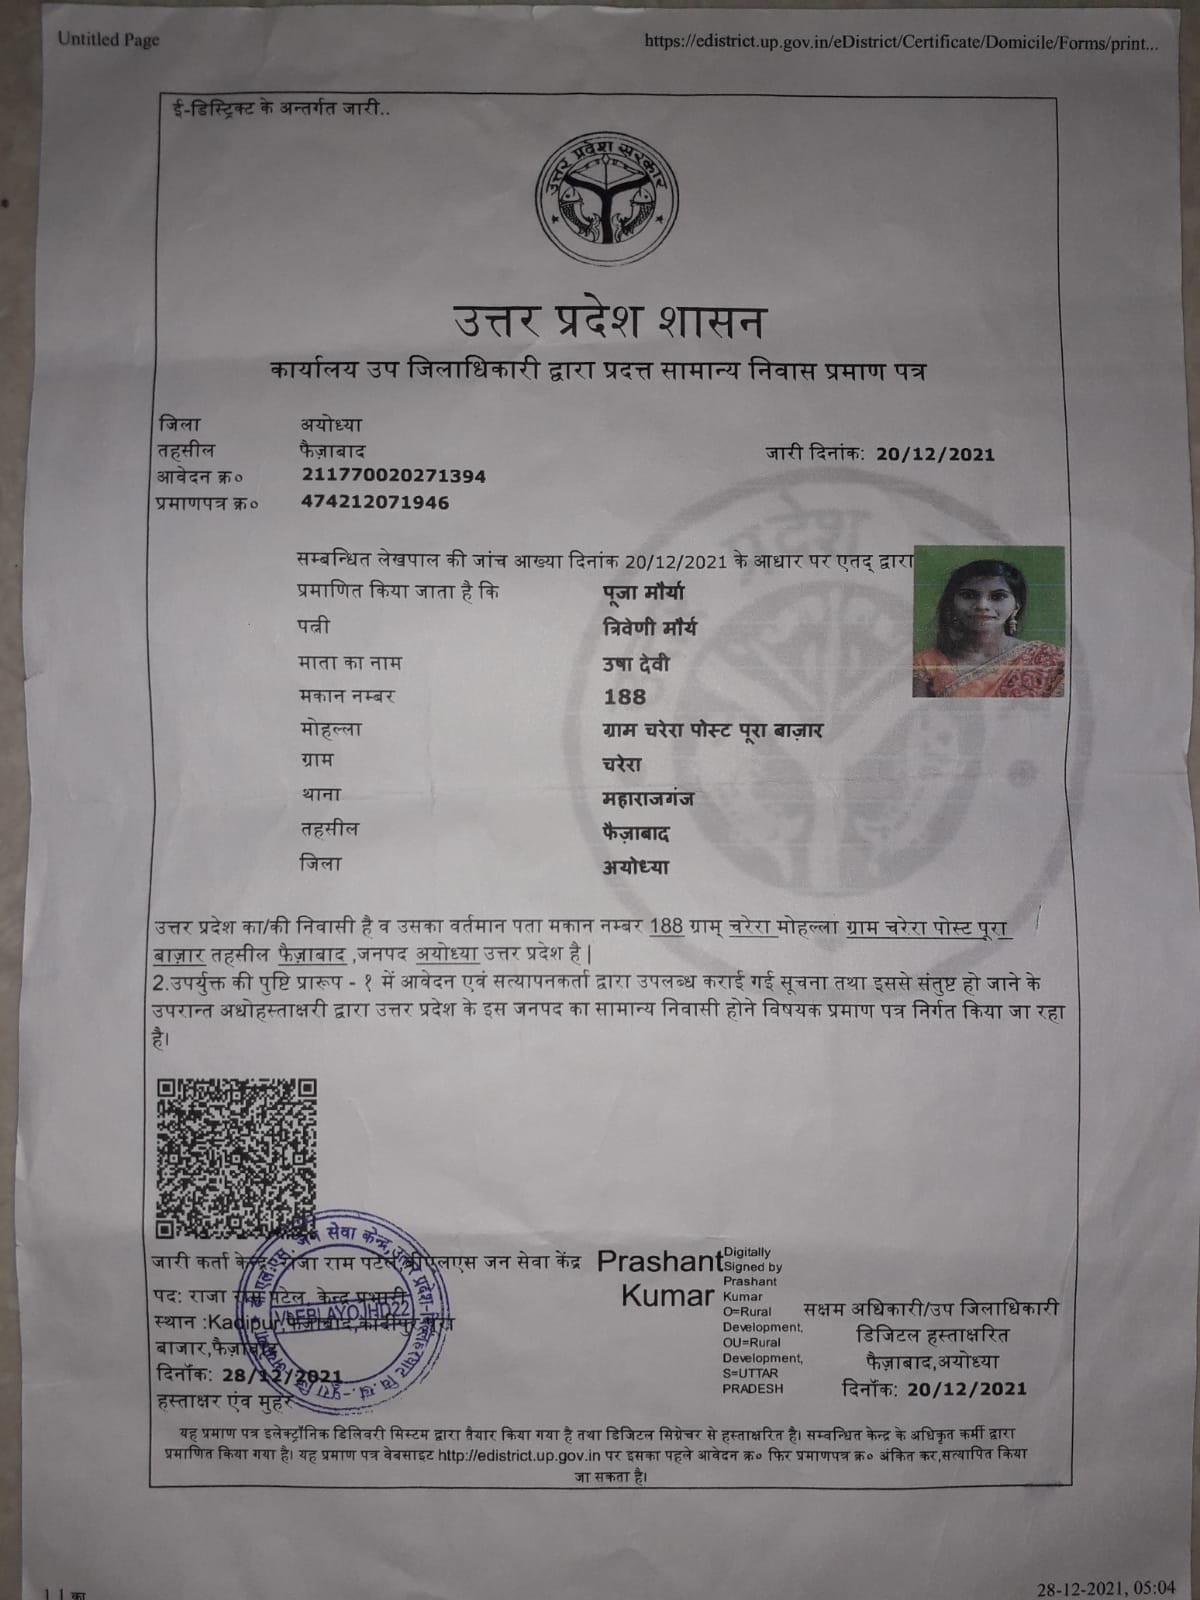 Untitled Page
https://edistrict.up.gov.in/eDistrict/Certificate/Domicile/Forms/print...
ई-डिस्ट्रिक्ट के अन्तर्गत जारी..
उत्तर प्रदेश सरकार
उत्तर प्रदेश शासन
कार्यालय उप जिलाधिकारी द्वारा प्रदत्त सामान्य निवास प्रमाण पत्र
जिला अयोध्या
तहसील फैज़ाबाद जारी दिनांक: 20/12/2021
आवेदन क्र० 211770020271394
प्रमाणपत्र क्र० 474212071946
सम्बन्धित लेखपाल की जांच आख्या दिनांक 20/12/2021 के आधार पर एतद् द्वारा
प्रमाणित किया जाता है कि पूजा मौर्या
पत्नी त्रिवेणी मौर्य
माता का नाम उषा देवी
मकान नम्बर 188
मोहल्ला ग्राम चरेरा पोस्ट पूरा बाज़ार
ग्राम चरेरा
थाना महाराजगंज
तहसील फैज़ाबाद
जिला अयोध्या
उत्तर प्रदेश का/की निवासी है व उसका वर्तमान पता मकान नम्बर 188 ग्राम् चरेरा मोहल्ला ग्राम चरेरा पोस्ट पूरा
बाज़ार तहसील फैज़ाबाद ,जनपद अयोध्या उत्तर प्रदेश है |
2.उपर्युक्त की पुष्टि प्रारूप - १ में आवेदन एवं सत्यापनकर्ता द्वारा उपलब्ध कराई गई सूचना तथा इससे संतुष्ट हो जाने के
उपरान्त अधोहस्ताक्षरी द्वारा उत्तर प्रदेश के इस जनपद का सामान्य निवासी होने विषयक प्रमाण पत्र निर्गत किया जा रहा
है।
जारी कर्ता केन्द्र: राजा राम पटेल,बीएलएस जन सेवा केंद्र
पद: राजा राम पटेल, केन्द्र प्रभारी
स्थान :Kadipur,फैज़ाबाद,कादीपुर,पूरा
बाजार,फैज़ाबाद
दिनाँक: 28/12/2021
हस्ताक्षर एंव मुहर
Prashant
Kumar
Digitally
Signed by
Prashant
Kumar
O=Rural
Development,
OU=Rural
Development,
S=UTTAR
PRADESH
सक्षम अधिकारी/उप जिलाधिकारी
डिजिटल हस्ताक्षरित
फैज़ाबाद,अयोध्या
दिनाँक: 20/12/2021
यह प्रमाण पत्र इलेक्ट्रॉनिक डिलिवरी सिस्टम द्वारा तैयार किया गया है तथा डिजिटल सिग्नेचर से हस्ताक्षरित है। सम्बन्धित केन्द्र के अधिकृत कर्मी द्वारा
प्रमाणित किया गया है। यह प्रमाण पत्र वेबसाइट http://edistrict.up.gov.in पर इसका पहले आवेदन क्र० फिर प्रमाणपत्र क्र० अंकित कर,सत्यापित किया
जा सकता है।
1 1 का
28-12-2021, 05:04